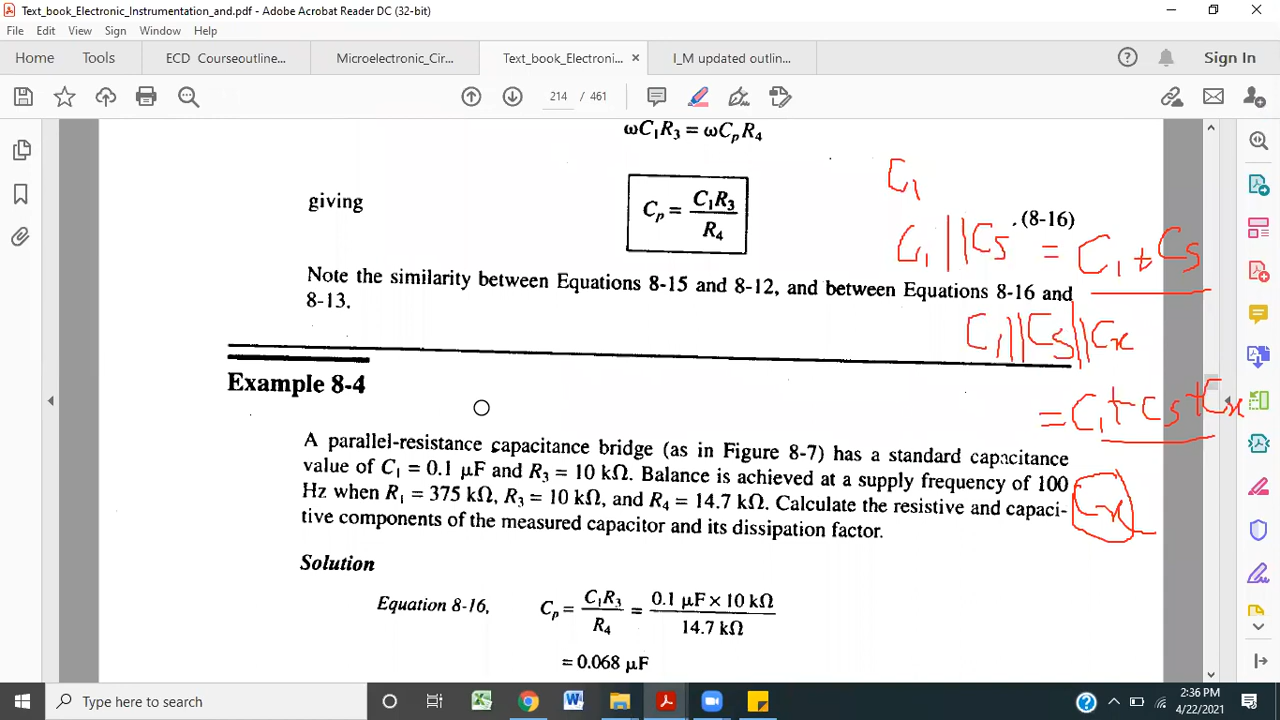 Text_book_Electronic_Instrumentation_and.pdf - Adobe Acrobat Reader DC (32-bit)
File Edit View Sign Window Help
Home Tools ECD Courseoutline... Microelectronic_Cir... Text_book_Electroni... × I_M updated outlin... Sign In
214 / 461
ωC₁R₃ = ωCₚR₄
C₁
giving Cₚ = C₁R₃ / R₄ (8-16)
C₁ || Cs = C₁ + Cs
Note the similarity between Equations 8-15 and 8-12, and between Equations 8-16 and
8-13.
C₁ || Cs || Cx
= C₁ + Cs + Cx
Example 8-4
A parallel-resistance capacitance bridge (as in Figure 8-7) has a standard capacitance
value of C₁ = 0.1 μF and R₃ = 10 kΩ. Balance is achieved at a supply frequency of 100
Hz when R₁ = 375 kΩ, R₃ = 10 kΩ, and R₄ = 14.7 kΩ. Calculate the resistive and capaci-
tive components of the measured capacitor and its dissipation factor.
Cx
Solution
Equation 8-16, Cₚ = C₁R₃ / R₄ = 0.1 μF × 10 kΩ / 14.7 kΩ
= 0.068 μF
Type here to search
2:36 PM
4/22/2021